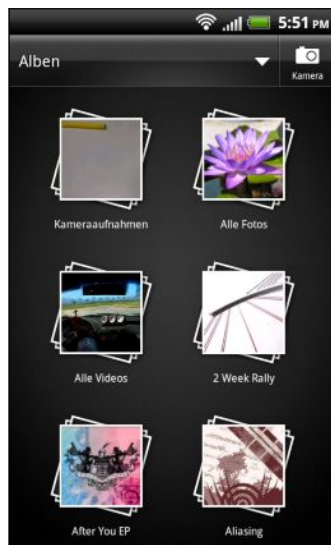 5:51 PM
Alben
Kamera
Kameraaufnahmen
Alle Fotos
Alle Videos
2 Week Rally
After You EP
Aliasing